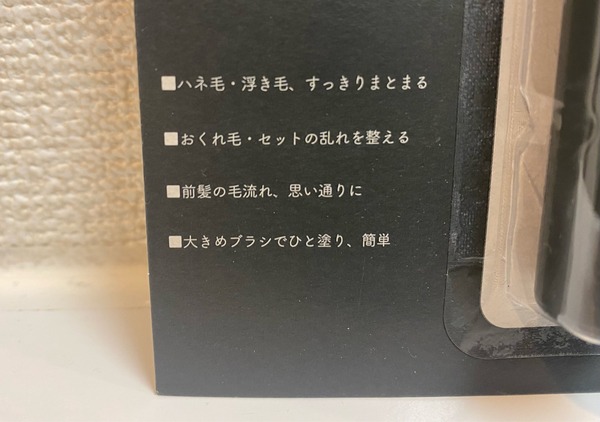 ■ハネ毛・浮き毛、すっきりまとまる
■おくれ毛・セットの乱れを整える
■前髪の毛流れ、思い通りに
■大きめブラシでひと塗り、簡単